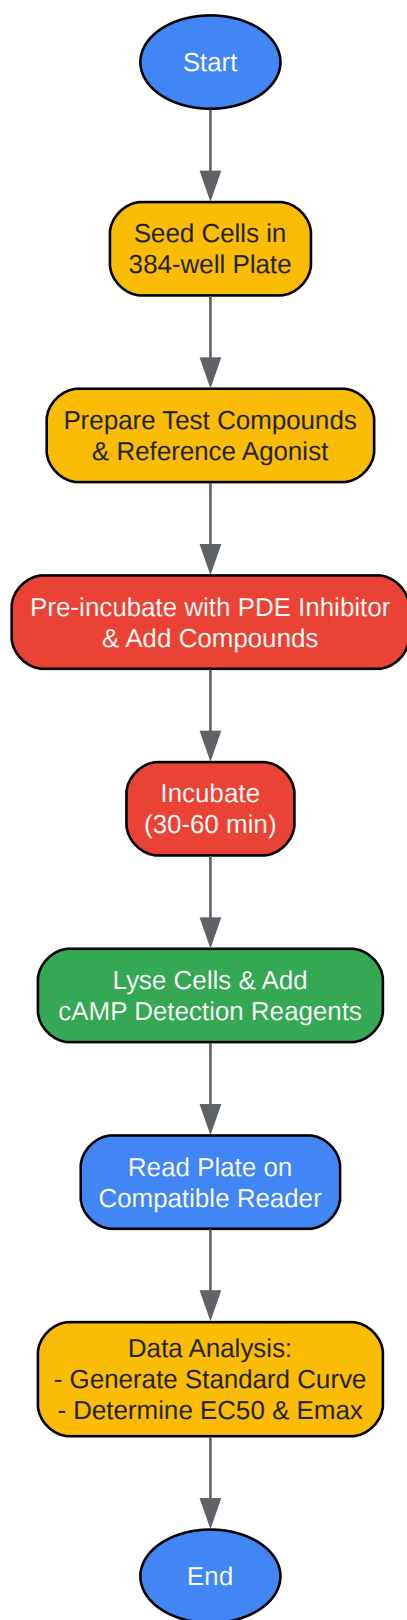 Start
Seed Cells in
384-well Plate
Prepare Test Compounds
& Reference Agonist
Pre-incubate with PDE Inhibitor
& Add Compounds
Incubate
(30-60 min)
Lyse Cells & Add
cAMP Detection Reagents
Read Plate on
Compatible Reader
Data Analysis:
- Generate Standard Curve
- Determine EC50 & Emax
End